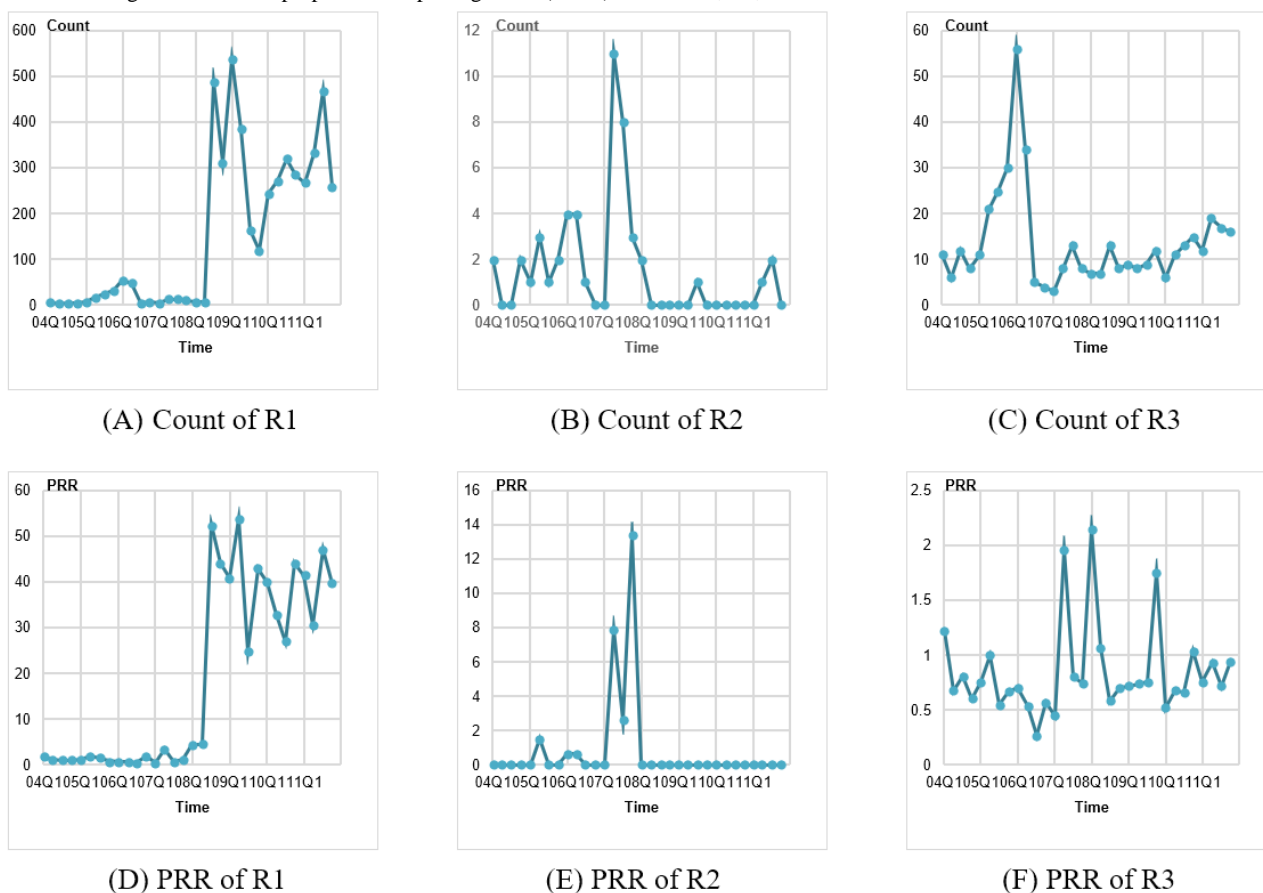 Count
600
500
400
300
200
100
0
04Q105Q106Q107Q108Q109Q110Q111Q1
Time
Count
12
10
8
6
4
2
0
04Q105Q106Q107Q108Q109Q110Q111Q1
Time
Count
60
50
40
30
20
10
0
04Q105Q106Q107Q108Q109Q110Q111Q1
Time
(A) Count of R1
(B) Count of R2
(C) Count of R3
PRR
60
50
40
30
20
10
0
04Q105Q106Q107Q108Q109Q110Q111Q1
Time
PRR
16
14
12
10
8
6
4
2
0
04Q105Q106Q107Q108Q109Q110Q111Q1
Time
PRR
2.5
2
1.5
1
0.5
0
04Q105Q106Q107Q108Q109Q110Q111Q1
Time
(D) PRR of R1
(E) PRR of R2
(F) PRR of R3